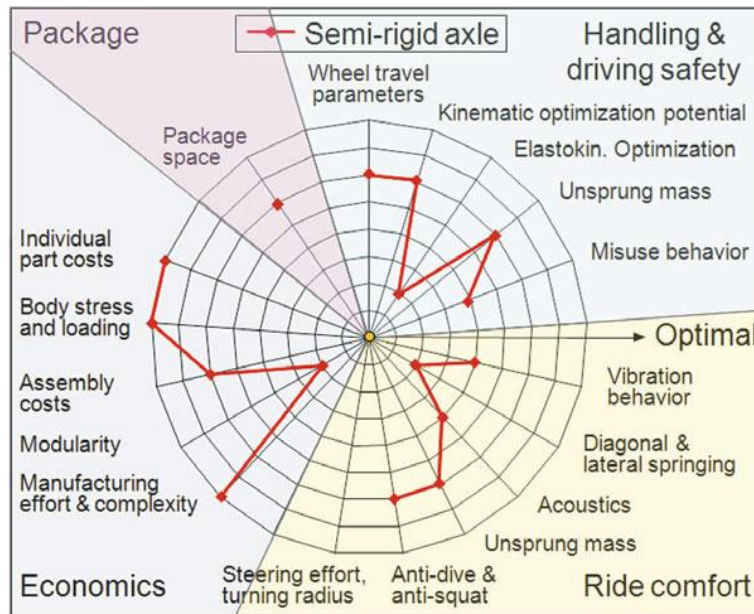 Package
Semi-rigid axle
Handling &
driving safety
Wheel travel
parameters
Kinematic optimization potential
Package
space
Elastokin. Optimization
Unsprung mass
Individual
part costs
Misuse behavior
Body stress
and loading
Optimal
Assembly
costs
Vibration
behavior
Modularity
Diagonal &
lateral springing
Manufacturing
effort & complexity
Acoustics
Unsprung mass
Economics
Steering effort,
turning radius
Anti-dive &
anti-squat
Ride comfort